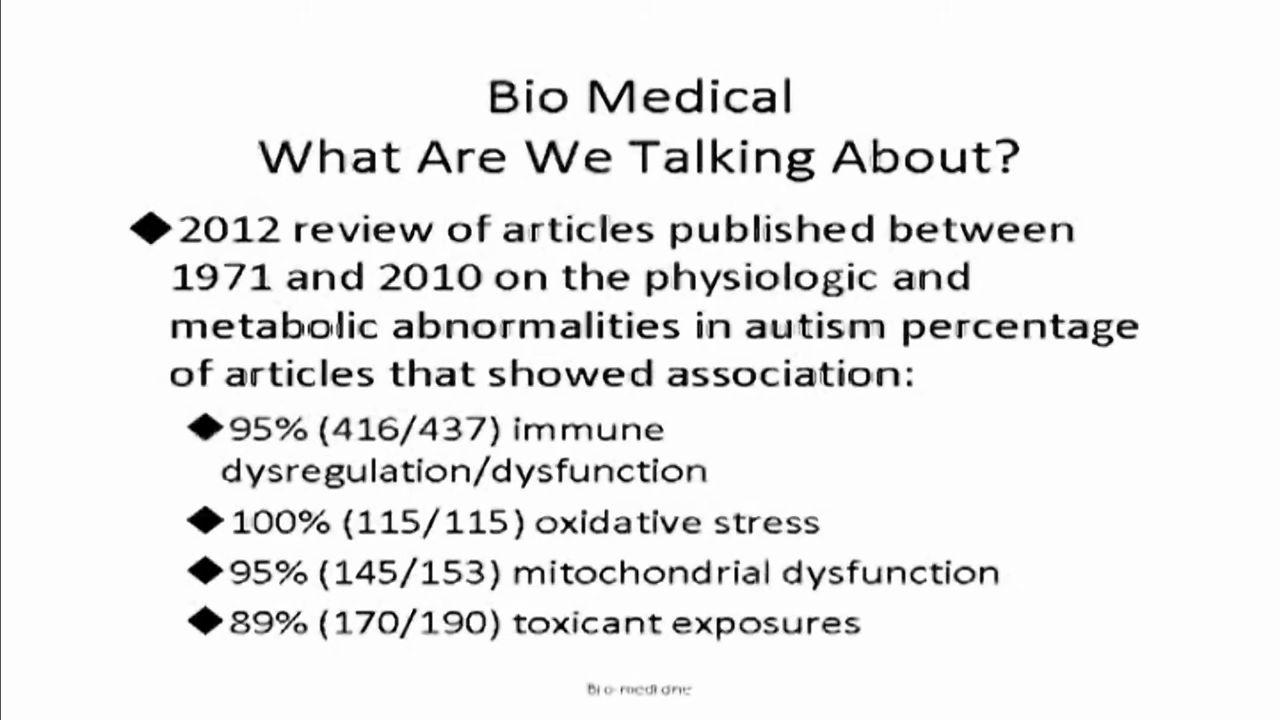 Bio Medical
What Are We Talking About?
◆2012 review of articles published between
1971 and 2010 on the physiologic and
metabolic abnormalities in autism percentage
of articles that showed association:
◆95% (416/437) immune
dysregulation/dysfunction
◆100% (115/115) oxidative stress
◆95% (145/153) mitochondrial dysfunction
◆89% (170/190) toxicant exposures
Bio-medicine